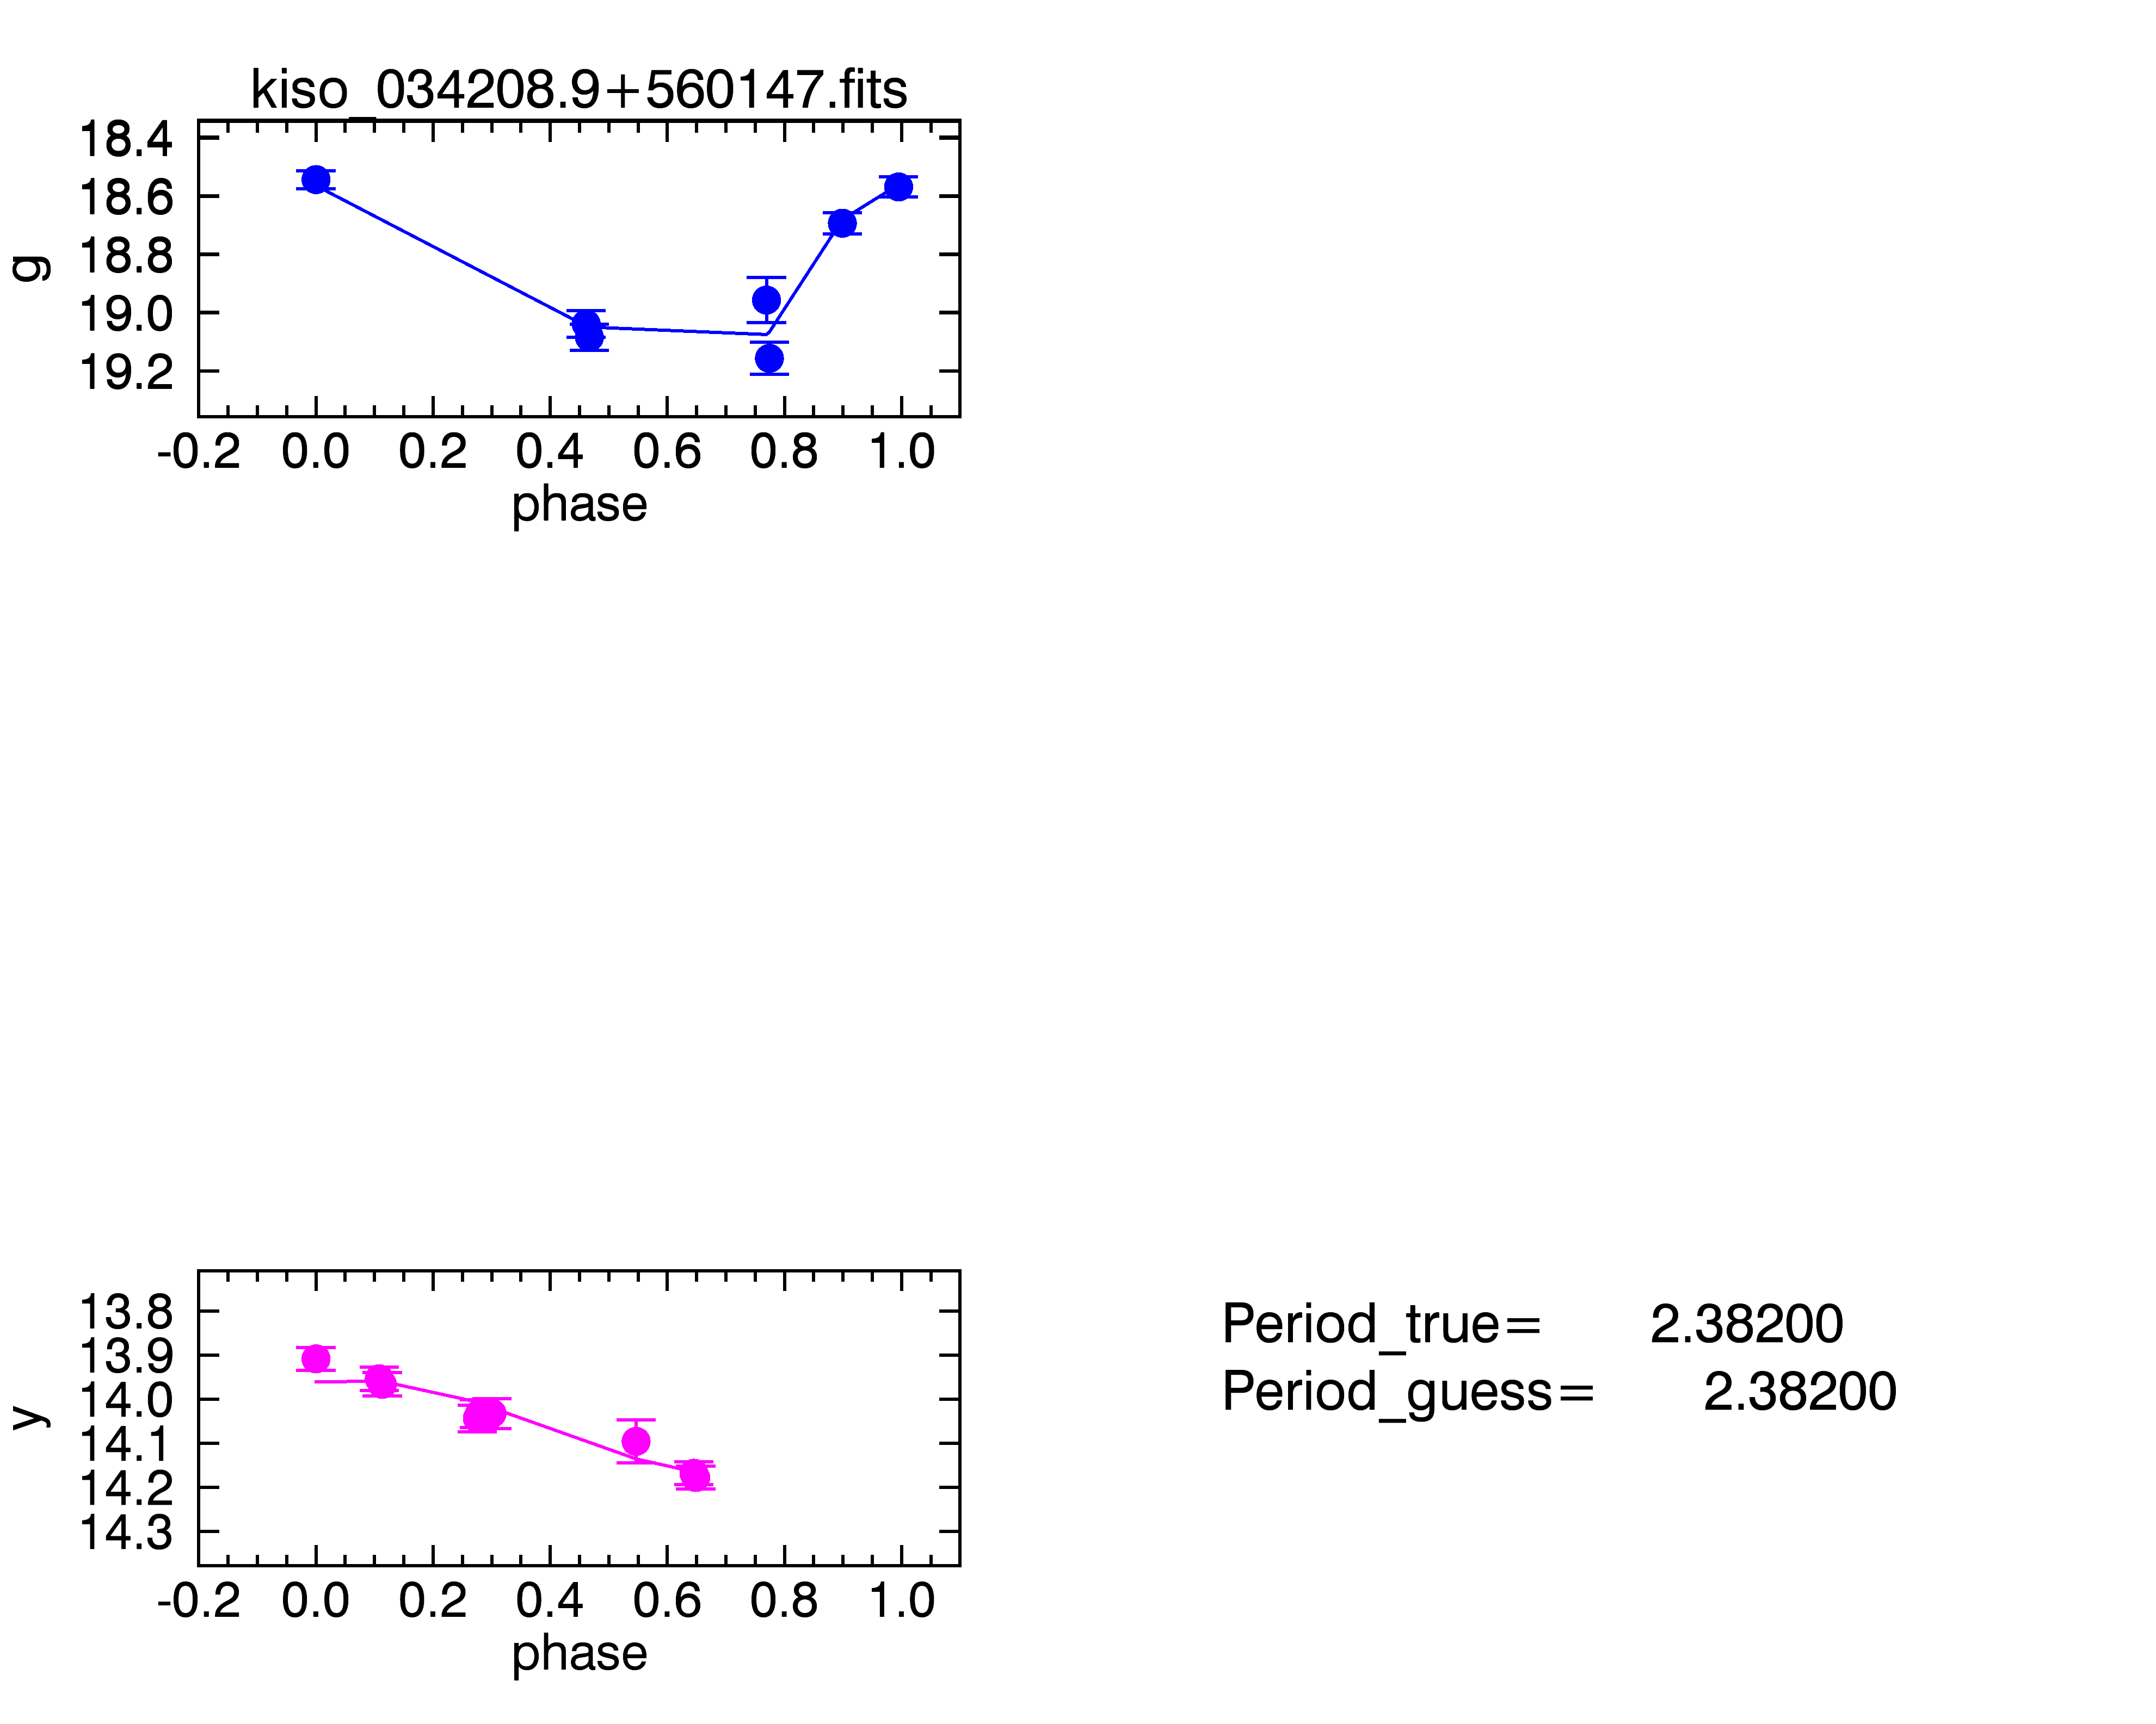 kiso_034208.9+560147.fits
18.4
18.6
18.8
19.0
19.2
g
-0.2 0.0 0.2 0.4 0.6 0.8 1.0
phase
13.8
13.9
14.0
14.1
14.2
14.3
y
-0.2 0.0 0.2 0.4 0.6 0.8 1.0
phase
Period_true= 2.38200
Period_guess= 2.38200